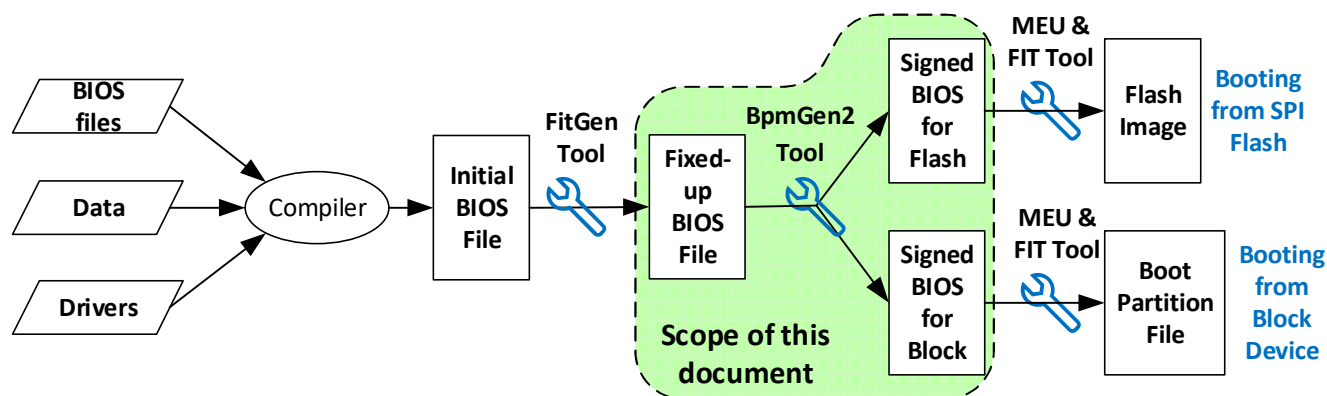 BIOS
files
Data
Drivers
Compiler
Initial
BIOS
File
FitGen
Tool
Fixed-
up
BIOS
File
BpmGen2
Tool
Signed
BIOS
for
Flash
Signed
BIOS
for
Block
Scope of this
document
MEU &
FIT Tool
Flash
Image
Booting
from SPI
Flash
MEU &
FIT Tool
Boot
Partition
File
Booting
from
Block
Device